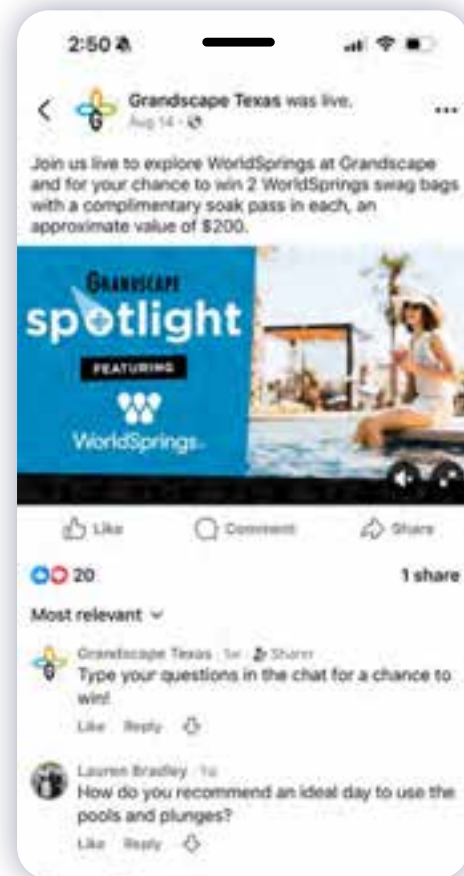 2:50
Grandscape Texas was live.
Aug 14
Join us live to explore WorldSprings at Grandscape
and for your chance to win 2 WorldSprings swag bags
with a complimentary soak pass in each, an
approximate value of $200.
GRANDSCAPE
spotlight
FEATURING
WorldSprings
Like Comment Share
20 1 share
Most relevant
Grandscape Texas 1w
Type your questions in the chat for a chance to
win!
Like Reply
Lauren Bradley 1w
How do you recommend an ideal day to use the
pools and plunges?
Like Reply